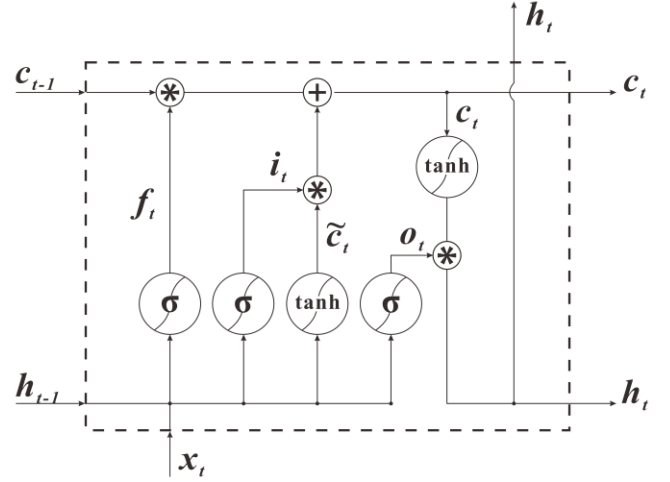 h_t
c_{t-1} * + c_t
c_t
tanh
i_t *
f_t c̃_t o_t *
σ σ tanh σ
h_{t-1} h_t
x_t